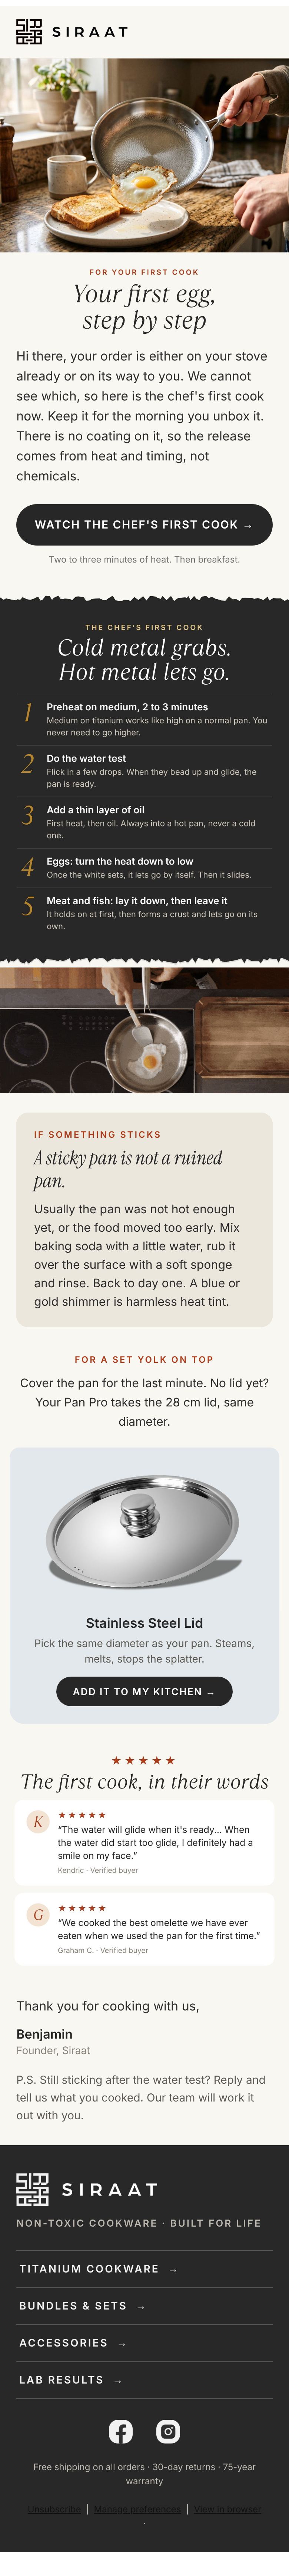 SIRAAT
FOR YOUR FIRST COOK
Your first egg,
step by step
Hi there, your order is either on your stove
already or on its way to you. We cannot
see which, so here is the chef's first cook
now. Keep it for the morning you unbox it.
There is no coating on it, so the release
comes from heat and timing, not
chemicals.
WATCH THE CHEF'S FIRST COOK →
Two to three minutes of heat. Then breakfast.
THE CHEF'S FIRST COOK
Cold metal grabs.
Hot metal lets go.
1
Preheat on medium, 2 to 3 minutes
Medium on titanium works like high on a normal pan. You
never need to go higher.
2
Do the water test
Flick in a few drops. When they bead up and glide, the
pan is ready.
3
Add a thin layer of oil
First heat, then oil. Always into a hot pan, never a cold
one.
4
Eggs: turn the heat down to low
Once the white sets, it lets go by itself. Then it slides.
5
Meat and fish: lay it down, then leave it
It holds on at first, then forms a crust and lets go on its
own.
IF SOMETHING STICKS
A sticky pan is not a ruined
pan.
Usually the pan was not hot enough
yet, or the food moved too early. Mix
baking soda with a little water, rub it
over the surface with a soft sponge
and rinse. Back to day one. A blue or
gold shimmer is harmless heat tint.
FOR A SET YOLK ON TOP
Cover the pan for the last minute. No lid yet?
Your Pan Pro takes the 28 cm lid, same
diameter.
Stainless Steel Lid
Pick the same diameter as your pan. Steams,
melts, stops the splatter.
ADD IT TO MY KITCHEN →
★★★★★
The first cook, in their words
K
★★★★★
“The water will glide when it's ready... When
the water did start too glide, I definitely had a
smile on my face.”
Kendric · Verified buyer
G
★★★★★
“We cooked the best omelette we have ever
eaten when we used the pan for the first time.”
Graham C. · Verified buyer
Thank you for cooking with us,
Benjamin
Founder, Siraat
P.S. Still sticking after the water test? Reply and
tell us what you cooked. Our team will work it
out with you.
SIRAAT
NON-TOXIC COOKWARE · BUILT FOR LIFE
TITANIUM COOKWARE →
BUNDLES & SETS →
ACCESSORIES →
LAB RESULTS →
Free shipping on all orders · 30-day returns · 75-year
warranty
Unsubscribe | Manage preferences | View in browser
.